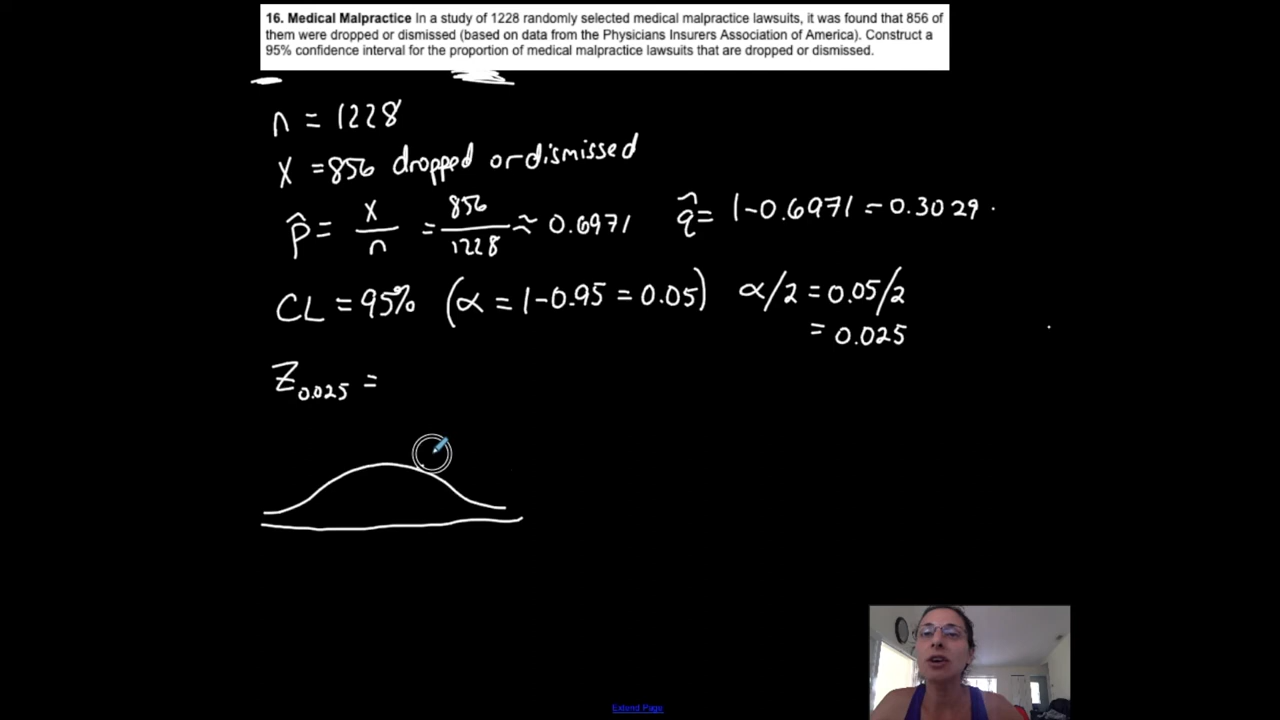 16. Medical Malpractice In a study of 1228 randomly selected medical malpractice lawsuits, it was found that 856 of
them were dropped or dismissed (based on data from the Physicians Insurers Association of America). Construct a
95% confidence interval for the proportion of medical malpractice lawsuits that are dropped or dismissed.
n = 1228
x = 856 dropped or dismissed
p̂ = x/n = 856/1228 ≈ 0.6971 q̂ = 1-0.6971 = 0.3029.
CL = 95% (α = 1-0.95 = 0.05) α/2 = 0.05/2
= 0.025
Z0.025 =
Extend Page